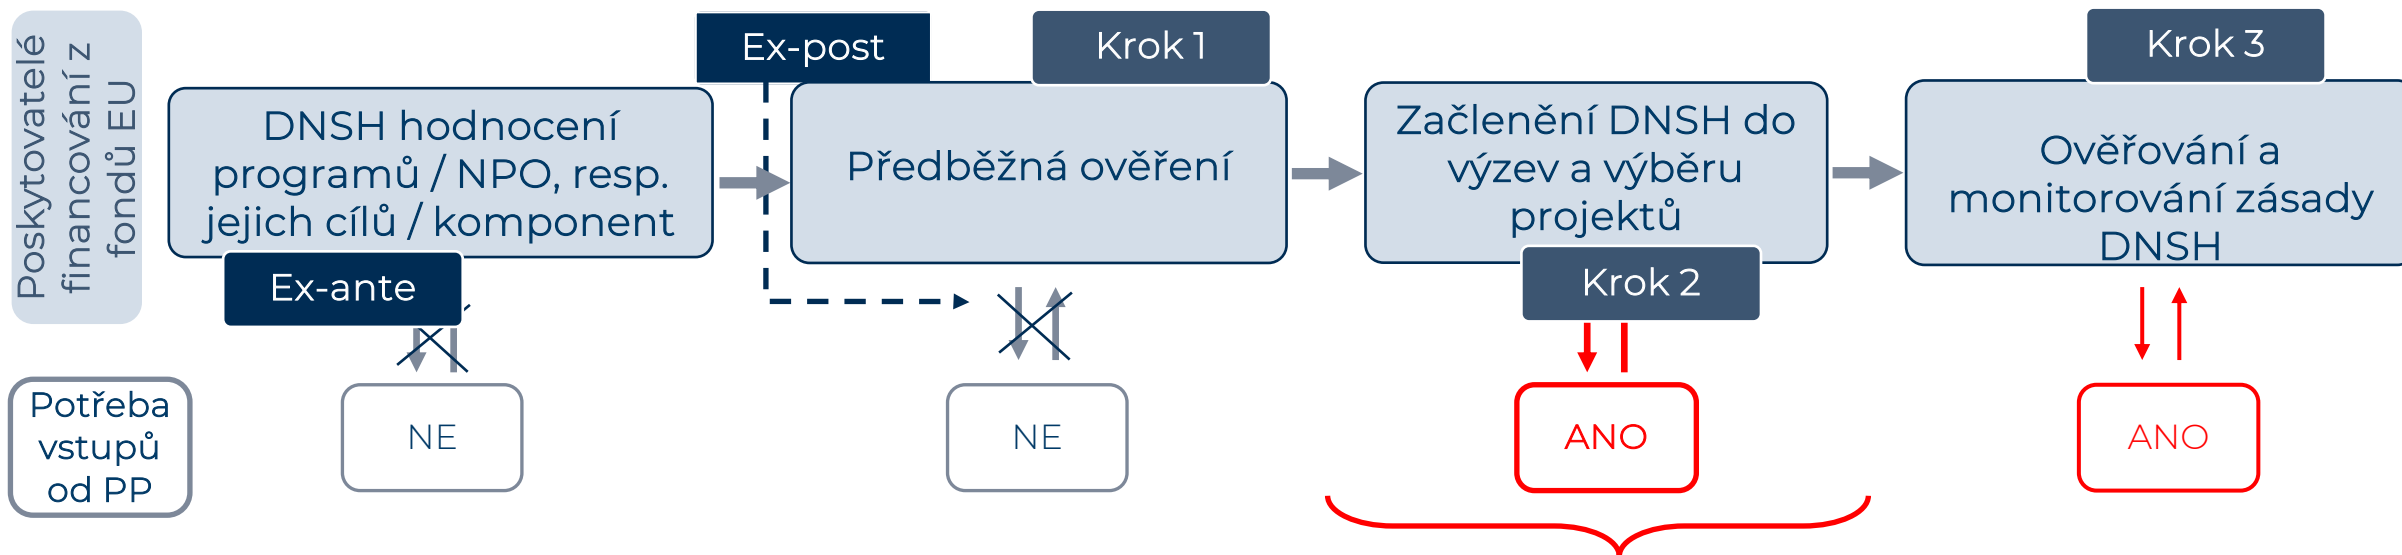 Poskytovatelé
financování z
fondů EU
DNSH hodnocení
programů / NPO, resp.
jejich cílů / komponent
Ex-ante
Ex-post
Krok 1
Předběžná ověření
Začlenění DNSH do
výzev a výběru
projektů
Krok 2
Krok 3
Ověřování a
monitorování zásady
DNSH
Potřeba
vstupů
od PP
NE
NE
ANO
ANO